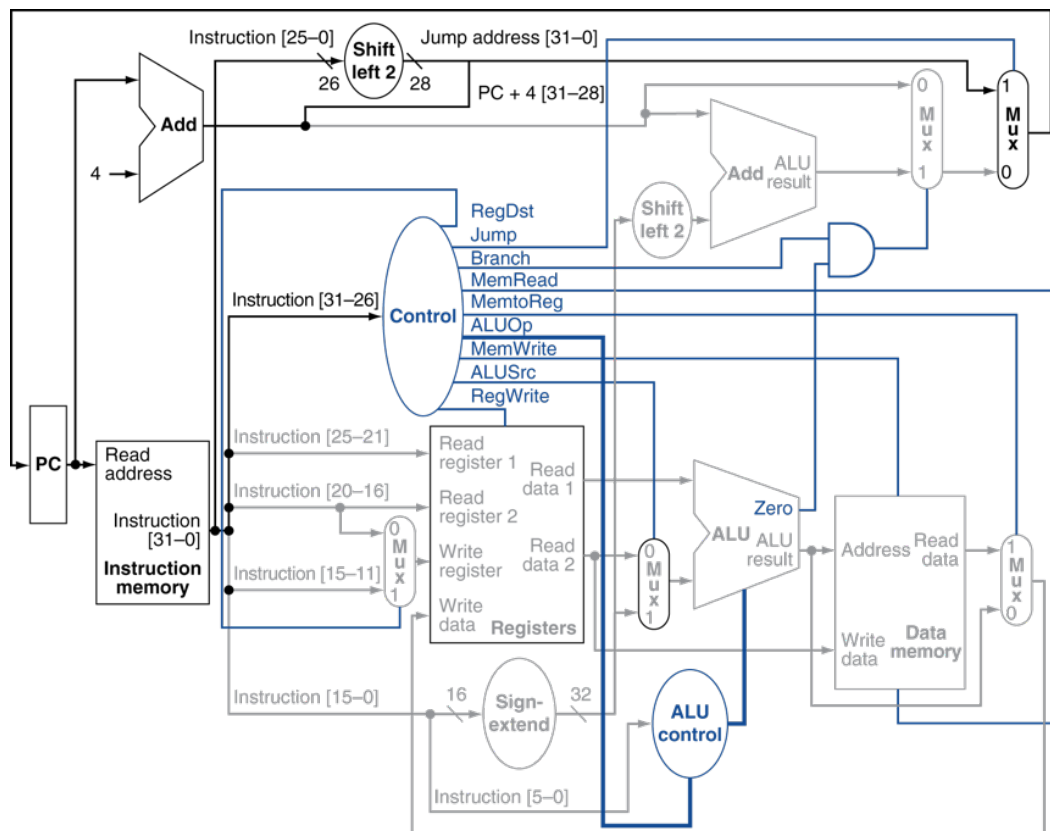 Instruction [25–0]
Shift
left 2
Jump address [31–0]
26
28
PC + 4 [31–28]
Add
4
0
M
u
x
1
1
M
u
x
0
Add
ALU
result
Shift
left 2
RegDst
Jump
Branch
MemRead
MemtoReg
ALUOp
MemWrite
ALUSrc
RegWrite
Instruction [31–26]
Control
PC
Read
address
Instruction
[31–0]
Instruction
memory
Instruction [25–21]
Instruction [20–16]
Instruction [15–11]
0
M
u
x
1
Read
register 1
Read
register 2
Write
register
Write
data
Read
data 1
Read
data 2
Registers
0
M
u
x
1
Zero
ALU
ALU
result
Address
Read
data
Write
data
Data
memory
1
M
u
x
0
Instruction [15–0]
16
Sign-
extend
32
ALU
control
Instruction [5–0]